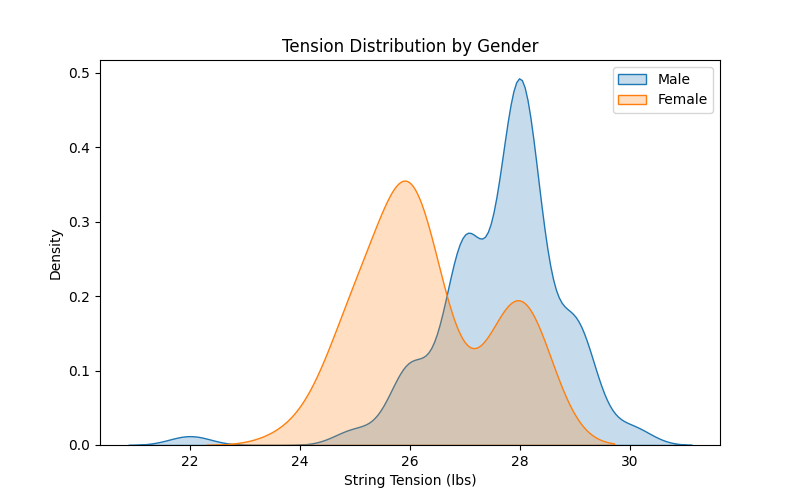 Tension Distribution by Gender
Male
Female
0.5
0.4
0.3
0.2
0.1
0.0
Density
22 24 26 28 30
String Tension (lbs)